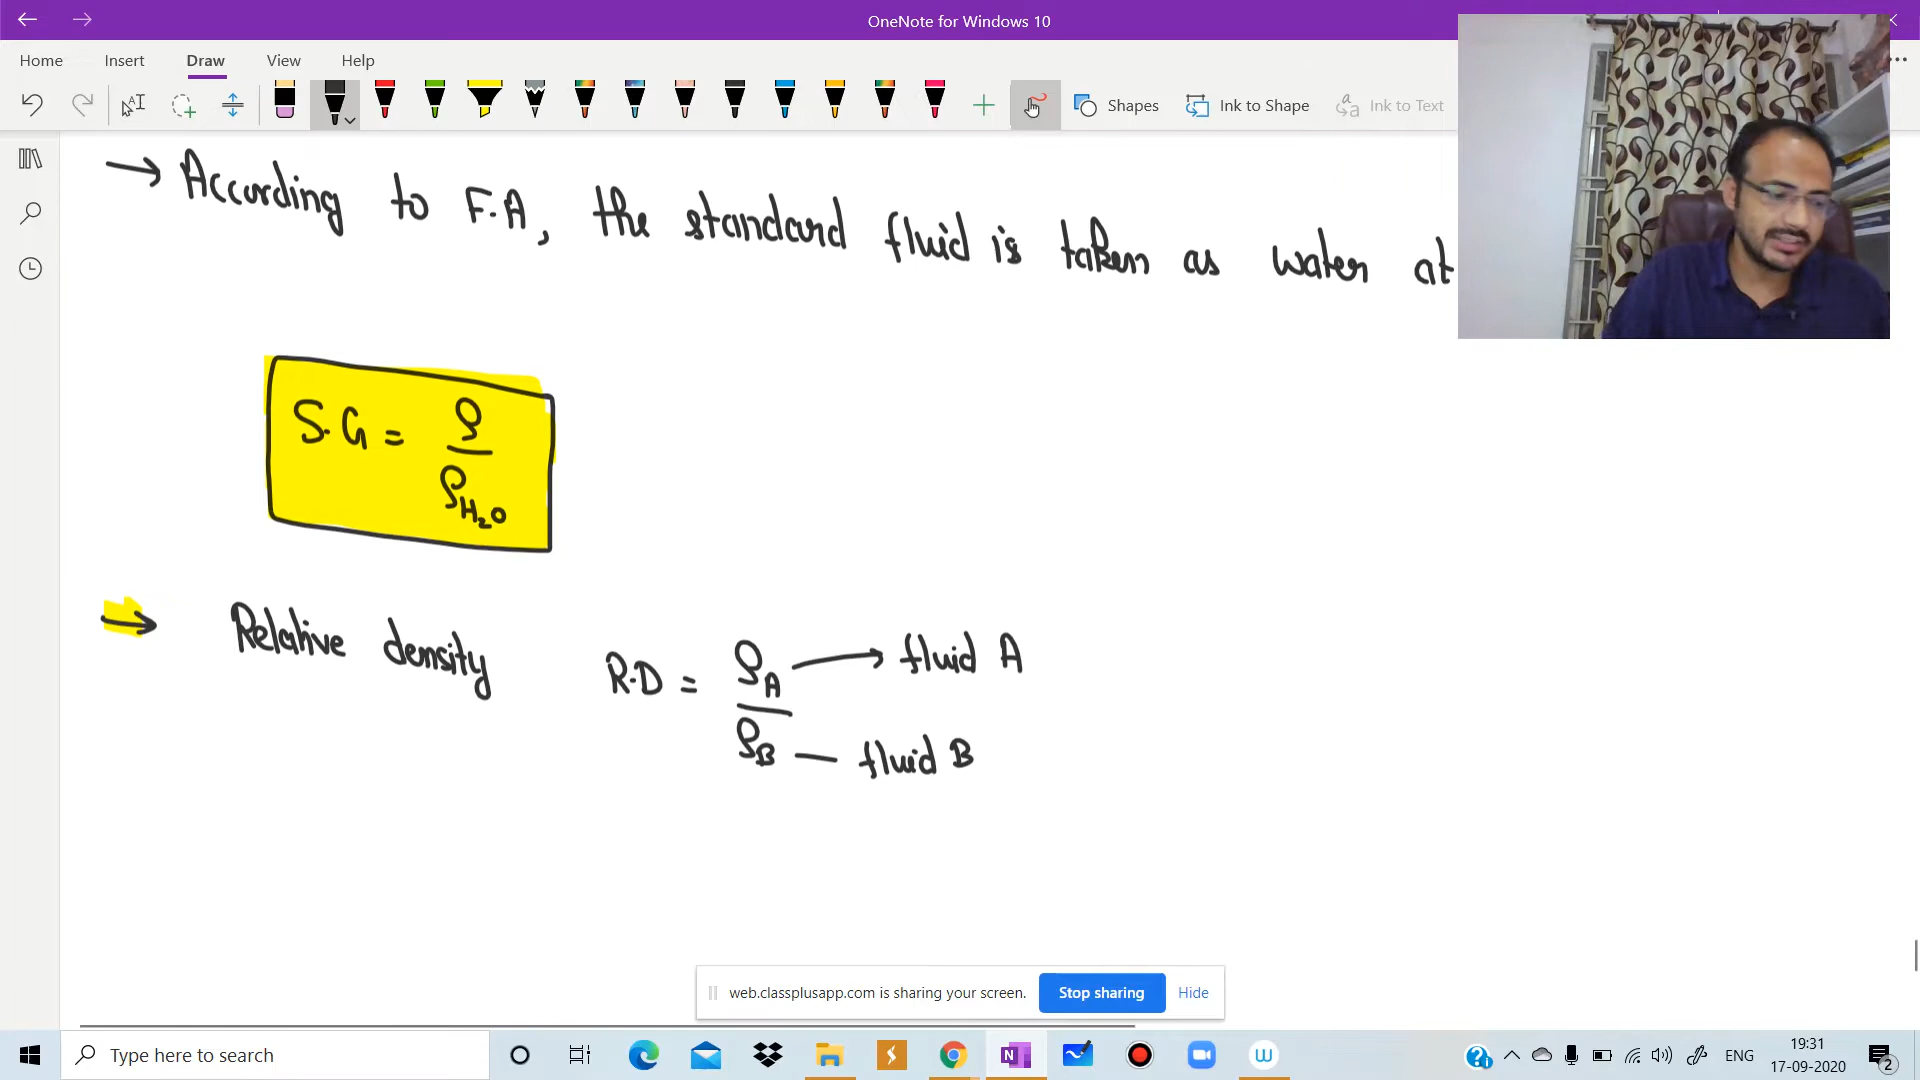 OneNote for Windows 10
Home Insert Draw View Help
Shapes Ink to Shape Ink to Text
→ According to F.A, the standard fluid is taken as water at
S.G = ρ / ρH₂O
⇒ Relative density R.D = ρA / ρB
→ fluid A
— fluid B
web.classplusapp.com is sharing your screen. Stop sharing Hide
Type here to search
ENG
19:31
17-09-2020
2